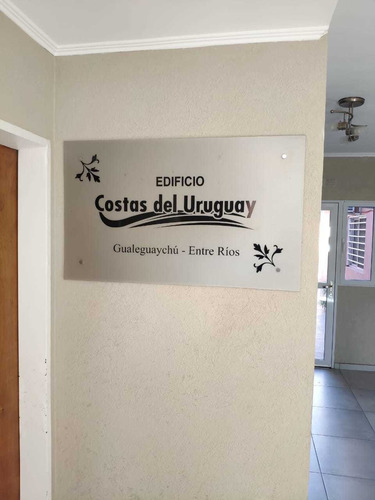 EDIFICIO
Costas del Uruguay
Gualeguaychú - Entre Ríos